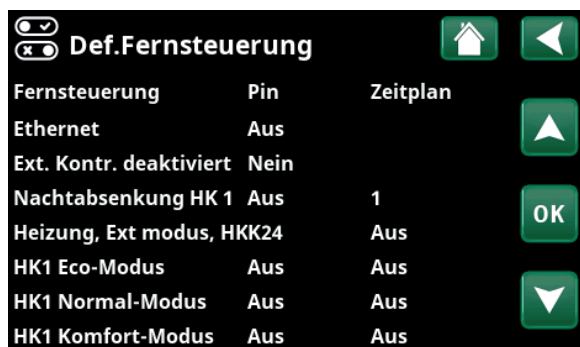 Def.Fernsteuerung
Fernsteuerung Pin Zeitplan
Ethernet Aus
Ext. Kontr. deaktiviert Nein
Nachtabsenkung HK 1 Aus 1
Heizung, Ext modus, HKK24 Aus
HK1 Eco-Modus Aus Aus
HK1 Normal-Modus Aus Aus
HK1 Komfort-Modus Aus Aus
OK